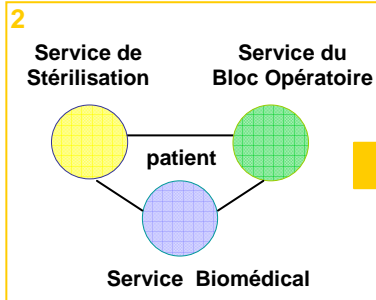 2
Service de
Stérilisation
Service du
Bloc Opératoire
patient
Service Biomédical